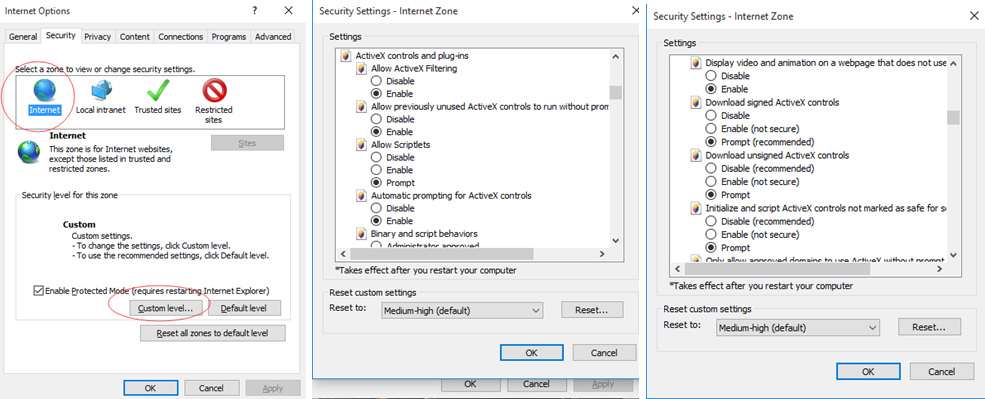 Internet Options
?
General
Security
Privacy
Content
Connections
Programs
Advanced
Select a zone to view or change security settings.
Internet
Local intranet
Trusted sites
Restricted
sites
Internet
This zone is for Internet websites,
except those listed in trusted and
restricted zones.
Sites
Security level for this zone
Custom
Custom settings.
- To change the settings, click Custom level.
- To use the recommended settings, click Default level.
Enable Protected Mode (requires restarting Internet Explorer)
Custom level...
Default level
Reset all zones to default level
OK
Cancel
Apply
Security Settings - Internet Zone
Settings
ActiveX controls and plug-ins
Allow ActiveX Filtering
Disable
Enable
Allow previously unused ActiveX controls to run without prom
Disable
Enable
Allow Scriptlets
Disable
Enable
Prompt
Automatic prompting for ActiveX controls
Disable
Enable
Binary and script behaviors
Administrator approved
*Takes effect after you restart your computer
Reset custom settings
Reset to:
Medium-high (default)
Reset...
OK
Cancel
OK
Cancel
Apply
Security Settings - Internet Zone
Settings
Display video and animation on a webpage that does not use
Disable
Enable
Download signed ActiveX controls
Disable
Enable (not secure)
Prompt (recommended)
Download unsigned ActiveX controls
Disable (recommended)
Enable (not secure)
Prompt
Initialize and script ActiveX controls not marked as safe for s
Disable (recommended)
Enable (not secure)
Prompt
Only allow approved domains to use ActiveX without prompt
*Takes effect after you restart your computer
Reset custom settings
Reset to:
Medium-high (default)
Reset...
OK
Cancel